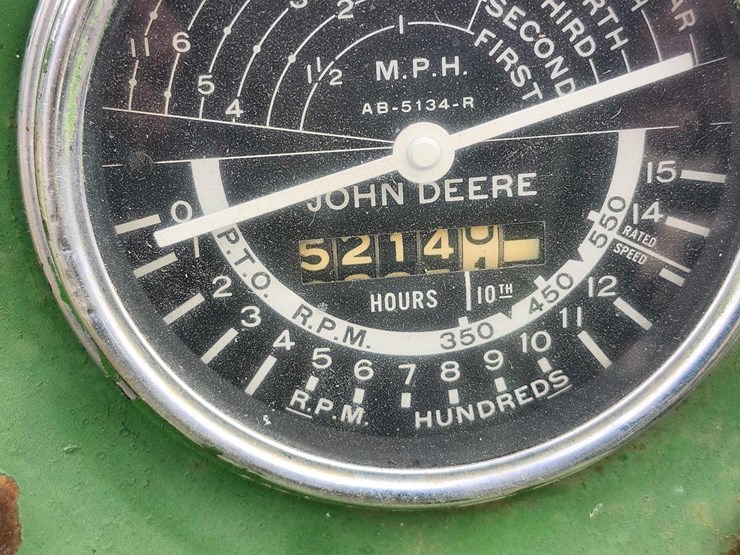 11 6 5 4
3 2
1 1/2
1
M.P.H.
AB-5134-R
FIRST
SECOND
THIRD
JOHN DEERE
5214
HOURS 10TH
P.T.O. R.P.M. 350 450 550
0 1 2 3 4 5 6 7 8 9 10 11 12 14 15
RATED
SPEED
R.P.M. HUNDREDS